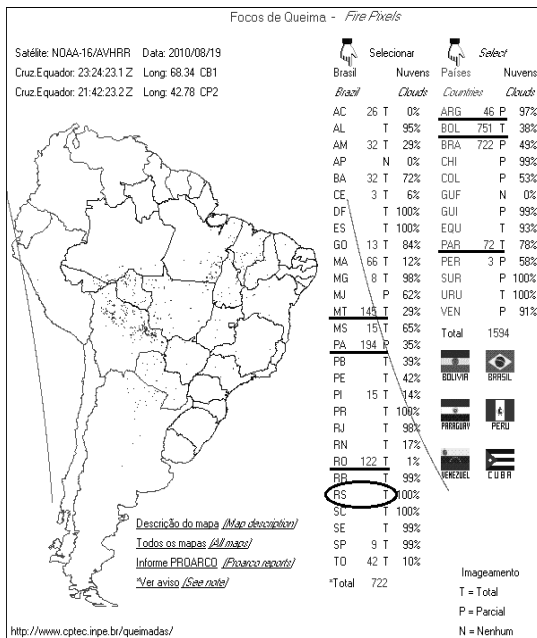 Focos de Queima - Fire Pixels
Satélite: NOAA-16/AVHRR Data: 2010/08/19
Cruz.Equador: 23:24:23.1 Z Long: 68.34 CB1
Cruz.Equador: 21:42:23.2 Z Long: 42.78 CP2
Selecionar Select
Brasil Nuvens Países Nuvens
Brazil Clouds Countries Clouds
AC 26 T 0% ARG 46 P 97%
AL T 95% BOL 751 T 38%
AM 32 T 29% BRA 722 P 49%
AP N 0% CHI P 99%
BA 32 T 72% COL P 53%
CE 3 T 6% GUF N 0%
DF T 100% GUI P 99%
ES T 100% EQU T 93%
GO 13 T 84% PAR 72 T 78%
MA 66 T 12% PER 3 P 58%
MG 8 T 98% SUR P 100%
MJ P 62% URU T 100%
MT 145 T 29% VEN P 91%
MS 15 T 65% Total 1594
PA 194 P 35%
PB T 39%
PE T 42%
PI 15 T 14%
PR T 100%
RJ T 98%
RN T 17%
RO 122 T 1%
RR T 99%
RS T 100%
SC T 100%
SE T 99%
SP 9 T 99%
TO 42 T 10%
*Total 722
BOLIVIA BRASIL
PARAGUAY PERU
VENEZUEL CUBA
Descrição do mapa (Map description)
Todos os mapas (All maps)
Informe PROARCO (Proarco reports)
*Ver aviso (See note)
Imageamento
T = Total
P = Parcial
N = Nenhum
http://www.cptec.inpe.br/queimadas/